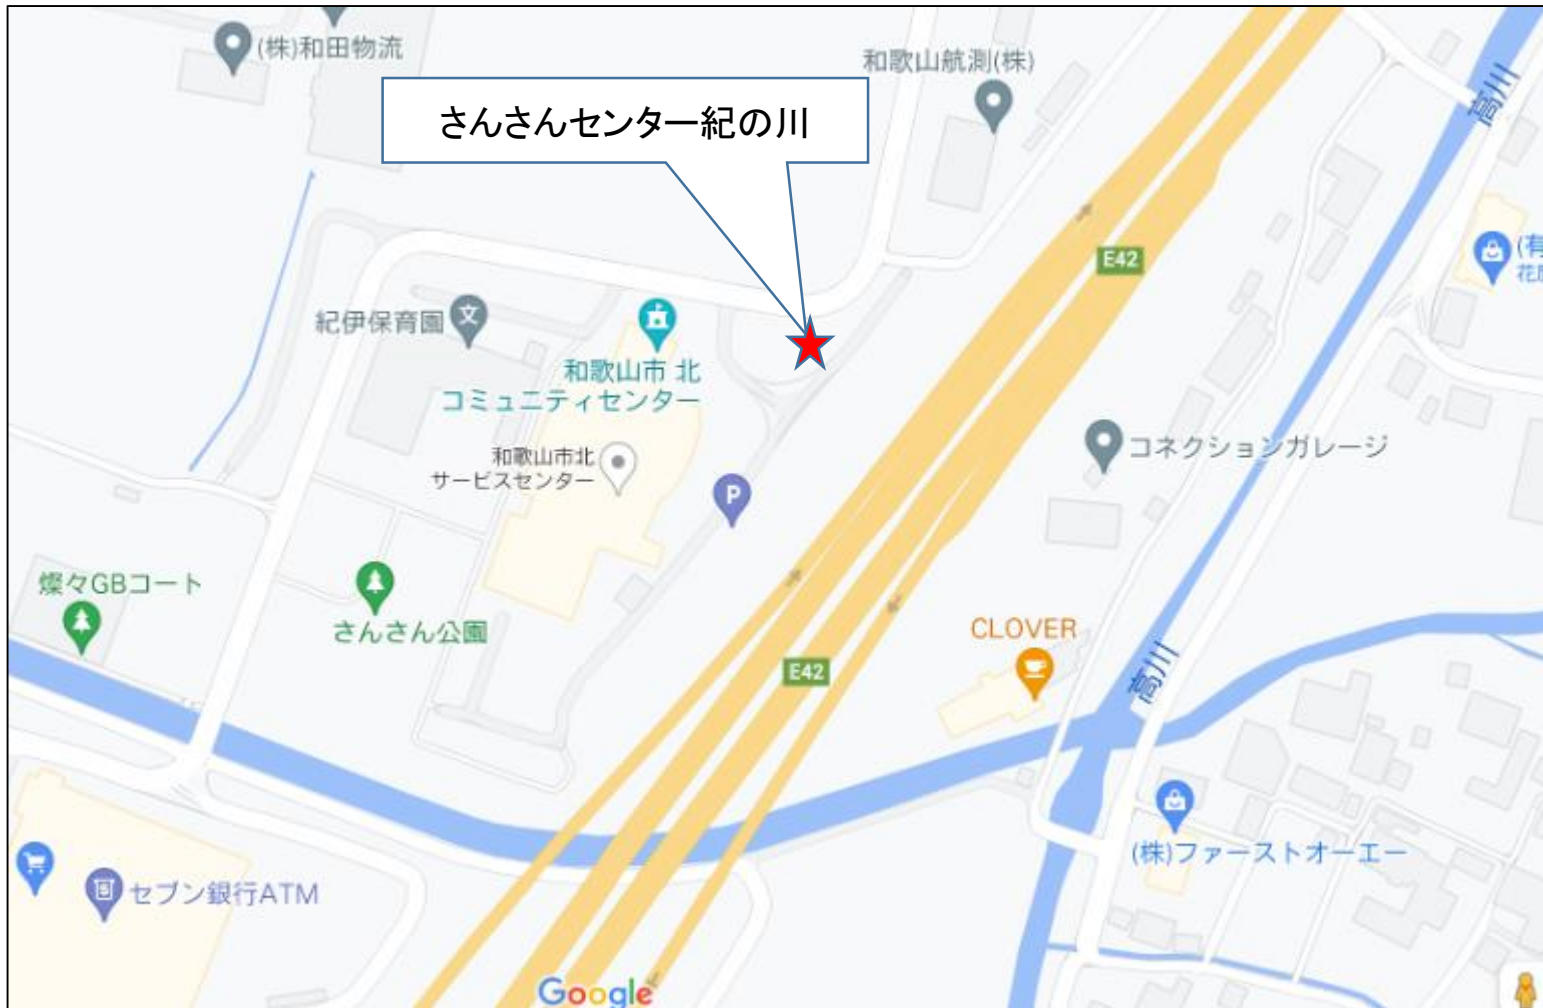 (株)和田物流
和歌山航測(株)
さんさんセンター紀の川
高川
E42
(有
紀伊保育園
和歌山市 北
コミュニティセンター
和歌山市北
サービスセンター
コネクションガレージ
P
燦々GBコート
さんさん公園
CLOVER
E42
高川
(株)ファーストオーエー
セブン銀行ATM
Google